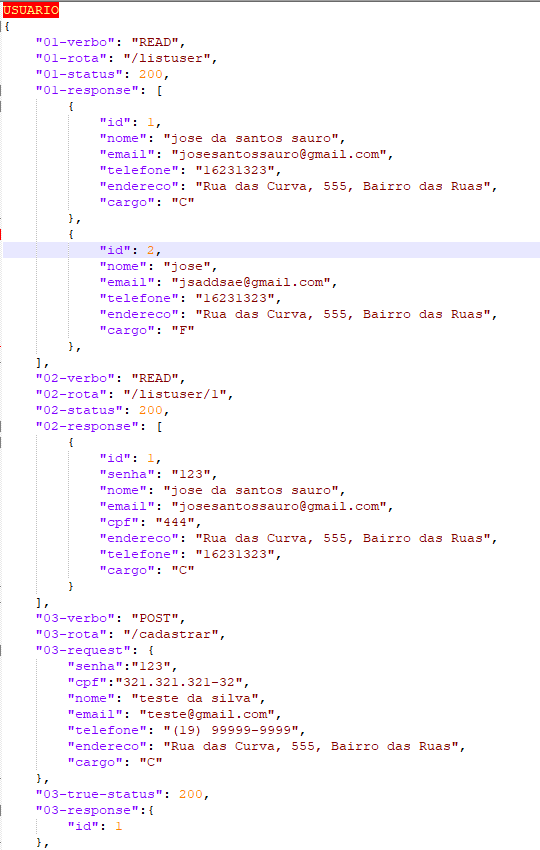 USUARIO
{
"01-verbo": "READ",
"01-rota": "/listuser",
"01-status": 200,
"01-response": [
{
"id": 1,
"nome": "jose da santos sauro",
"email": "josesantossauro@gmail.com",
"telefone": "16231323",
"endereco": "Rua das Curva, 555, Bairro das Ruas",
"cargo": "C"
},
{
"id": 2,
"nome": "jose",
"email": "jsaddsae@gmail.com",
"telefone": "16231323",
"endereco": "Rua das Curva, 555, Bairro das Ruas",
"cargo": "F"
},
],
"02-verbo": "READ",
"02-rota": "/listuser/1",
"02-status": 200,
"02-response": [
{
"id": 1,
"senha": "123",
"nome": "jose da santos sauro",
"email": "josesantossauro@gmail.com",
"cpf": "444",
"endereco": "Rua das Curva, 555, Bairro das Ruas",
"telefone": "16231323",
"cargo": "C"
}
],
"03-verbo": "POST",
"03-rota": "/cadastrar",
"03-request": {
"senha":"123",
"cpf":"321.321.321-32",
"nome": "teste da silva",
"email": "teste@gmail.com",
"telefone": "(19) 99999-9999",
"endereco": "Rua das Curva, 555, Bairro das Ruas",
"cargo": "C"
},
"03-true-status": 200,
"03-response":{
"id": 1
},